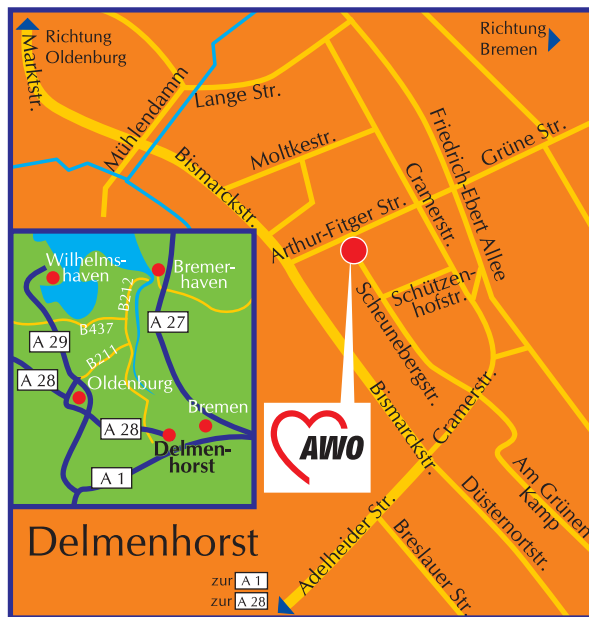 Richtung
Oldenburg
Richtung
Bremen
Marktstr.
Lange Str.
Mühlendamm
Friedrich-Ebert Allee
Grüne Str.
Moltkestr.
Bismarckstr.
Cramerstr.
Arthur-Fitger Str.
Schützen-
hofstr.
Scheunebergstr.
Wilhelms-
haven
Bremer-
haven
B212
A 27
B437
A 29
B211
A 28
Oldenburg
Bremen
A 28
Delmen-
horst
A 1
AWO
Bismarckstr.
Cramerstr.
Am Grünen
Kamp
Düsternortstr.
Adelheider Str.
Breslauer Str.
Delmenhorst
zur A 1
zur A 28